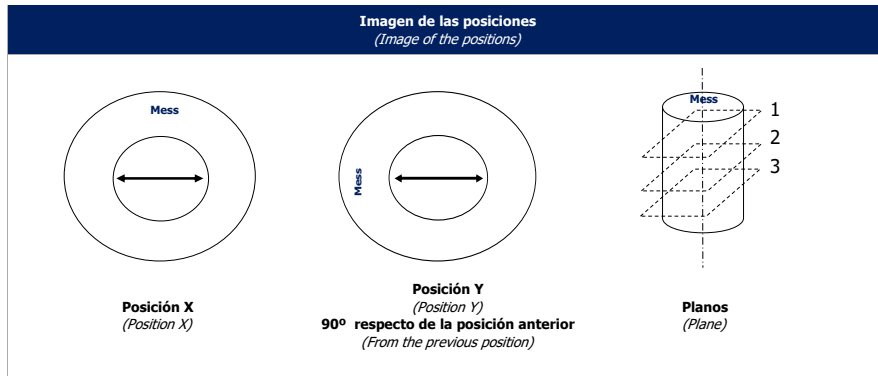 Imagen de las posiciones
(Image of the positions)
Mess
Mess
Mess
1
2
3
Posición X
(Position X)
Posición Y
(Position Y)
90º respecto de la posición anterior
(From the previous position)
Planos
(Plane)